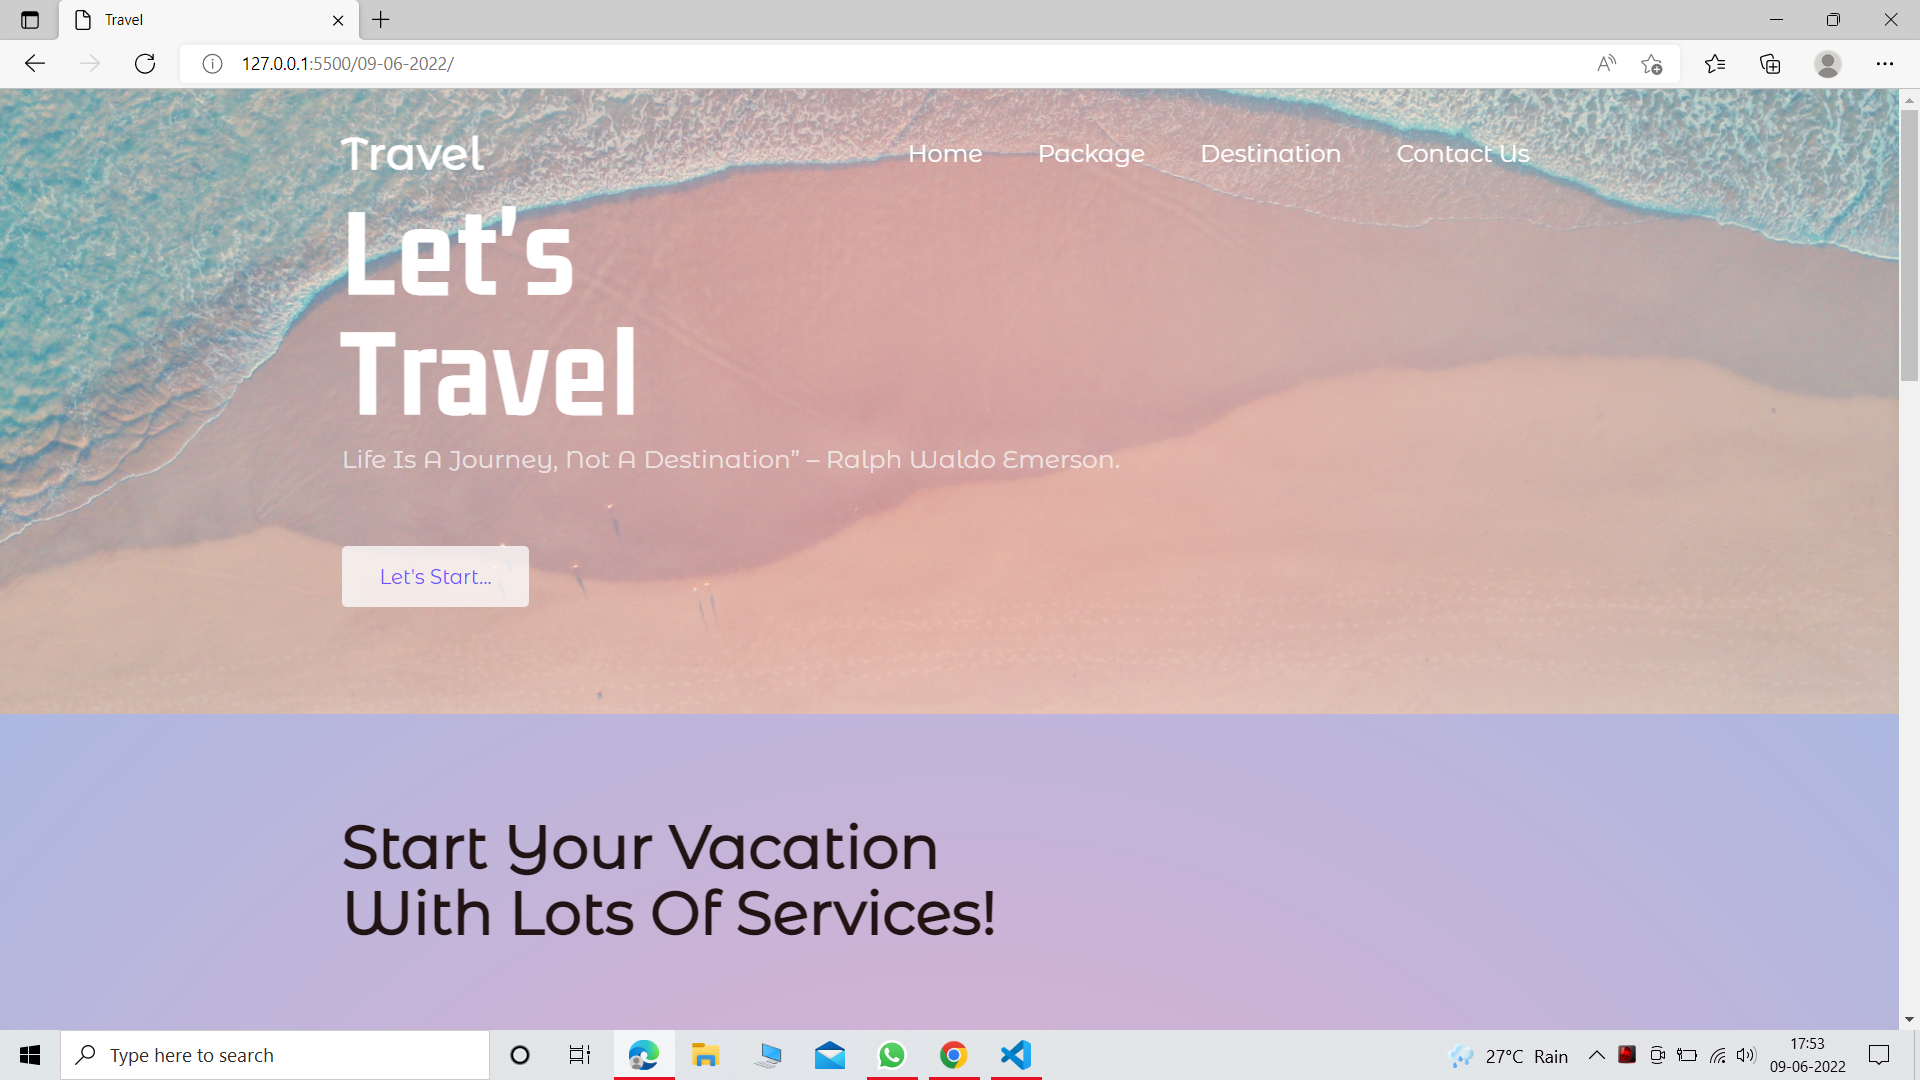 Travel
127.0.0.1:5500/09-06-2022/
Travel
Home Package Destination Contact Us
Let's
Travel
Life Is A Journey, Not A Destination” – Ralph Waldo Emerson.
Let's Start...
Start Your Vacation
With Lots Of Services!
Type here to search
27°C Rain
17:53
09-06-2022